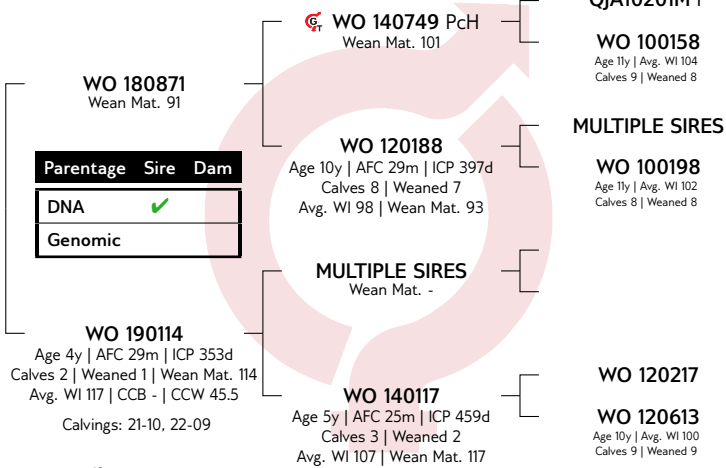 WO 140749 PcH
Wean Mat. 101
WO 100158
Age 11y | Avg. WI 104
Calves 9 | Weaned 8
WO 180871
Wean Mat. 91
MULTIPLE SIRES
WO 120188
Age 10y | AFC 29m | ICP 397d
Calves 8 | Weaned 7
Avg. WI 98 | Wean Mat. 93
WO 100198
Age 11y | Avg. WI 102
Calves 8 | Weaned 8
Parentage Sire Dam
DNA ✔
Genomic
MULTIPLE SIRES
Wean Mat. -
WO 190114
Age 4y | AFC 29m | ICP 353d
Calves 2 | Weaned 1 | Wean Mat. 114
Avg. WI 117 | CCB - | CCW 45.5
Calvings: 21-10, 22-09
WO 120217
WO 140117
Age 5y | AFC 25m | ICP 459d
Calves 3 | Weaned 2
Avg. WI 107 | Wean Mat. 117
WO 120613
Age 10y | Avg. WI 100
Calves 9 | Weaned 9